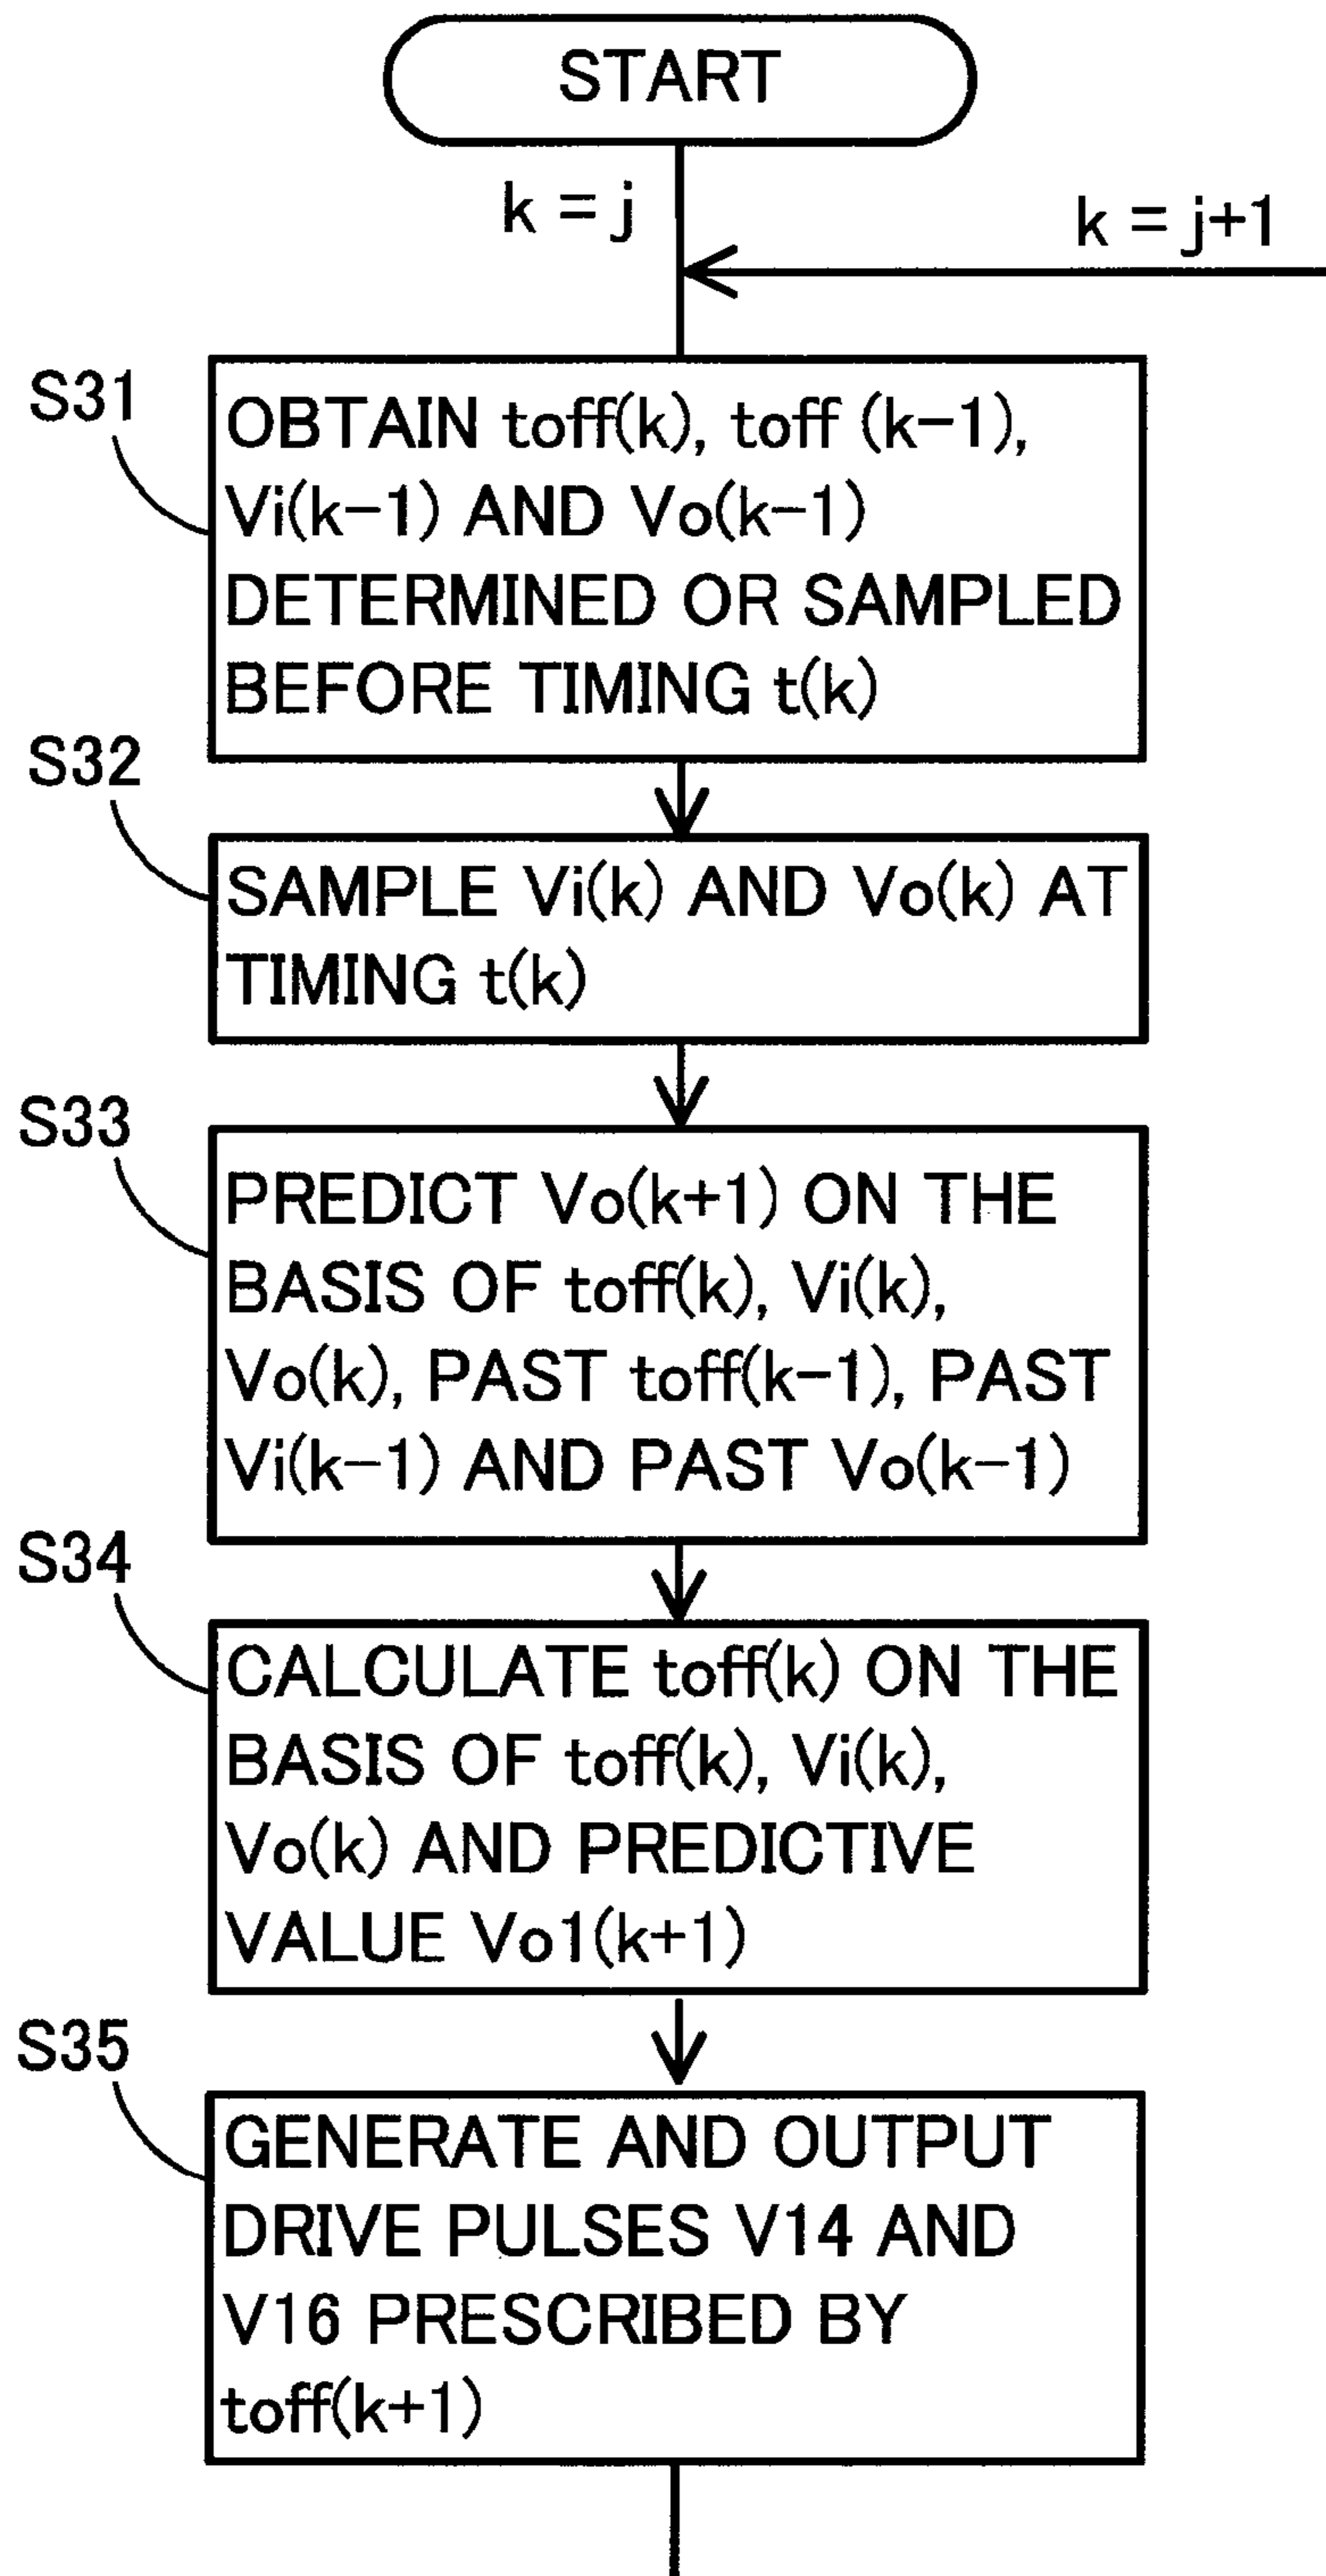 START
k = j
k = j+1
S31
OBTAIN toff(k), toff (k-1),
Vi(k-1) AND Vo(k-1)
DETERMINED OR SAMPLED
BEFORE TIMING t(k)
S32
SAMPLE Vi(k) AND Vo(k) AT
TIMING t(k)
S33
PREDICT Vo(k+1) ON THE
BASIS OF toff(k), Vi(k),
Vo(k), PAST toff(k-1), PAST
Vi(k-1) AND PAST Vo(k-1)
S34
CALCULATE toff(k) ON THE
BASIS OF toff(k), Vi(k),
Vo(k) AND PREDICTIVE
VALUE Vo1(k+1)
S35
GENERATE AND OUTPUT
DRIVE PULSES V14 AND
V16 PRESCRIBED BY
toff(k+1)